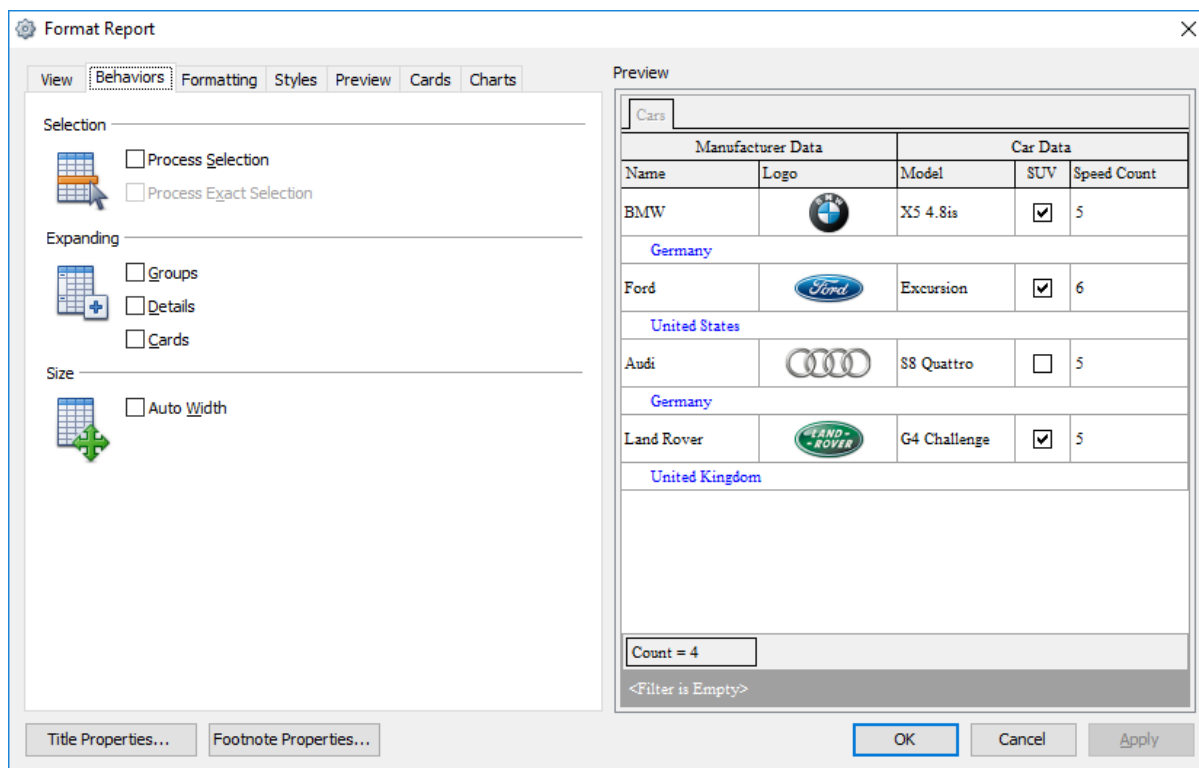 Format Report
View Behaviors Formatting Styles Preview Cards Charts
Selection
Process Selection
Process Exact Selection
Expanding
Groups
Details
Cards
Size
Auto Width
Preview
Cars
Manufacturer Data Car Data
Name Logo Model SUV Speed Count
BMW BMW X5 4.8is 5
Germany
Ford Ford Excursion 6
United States
Audi S8 Quattro 5
Germany
Land Rover LAND-
-ROVER G4 Challenge 5
United Kingdom
Count = 4
<Filter is Empty>
Title Properties... Footnote Properties... OK Cancel Apply